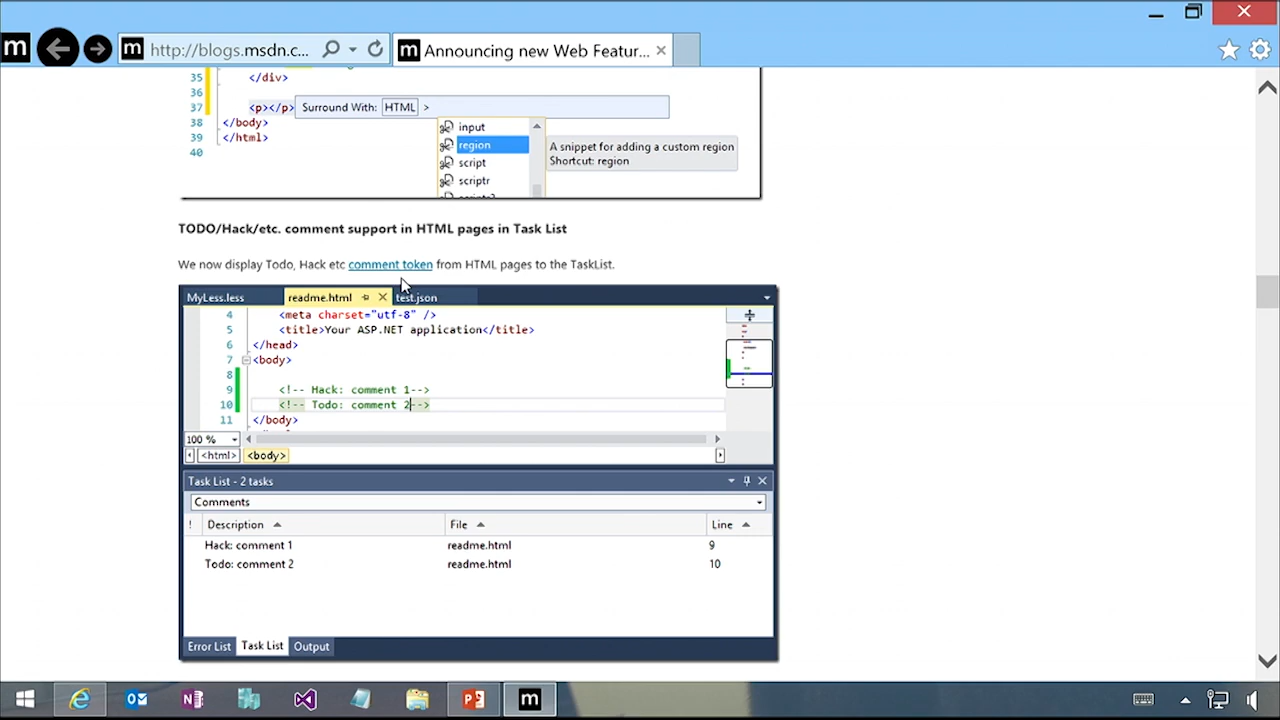 m m http://blogs.msdn.c... m Announcing new Web Featur...
35 </div>
36
37 <p></p> Surround With: HTML >
38 </body>
39 </html>
40
input
region
script
scriptr
A snippet for adding a custom region
Shortcut: region
TODO/Hack/etc. comment support in HTML pages in Task List
We now display Todo, Hack etc comment token from HTML pages to the TaskList.
MyLess.less readme.html test.json
4 <meta charset="utf-8" />
5 <title>Your ASP.NET application</title>
6 </head>
7 <body>
8
9 <!-- Hack: comment 1-->
10 <!-- Todo: comment 2-->
11 </body>
100 %
<html> <body>
Task List - 2 tasks
Comments
! Description File Line
Hack: comment 1 readme.html 9
Todo: comment 2 readme.html 10
Error List Task List Output